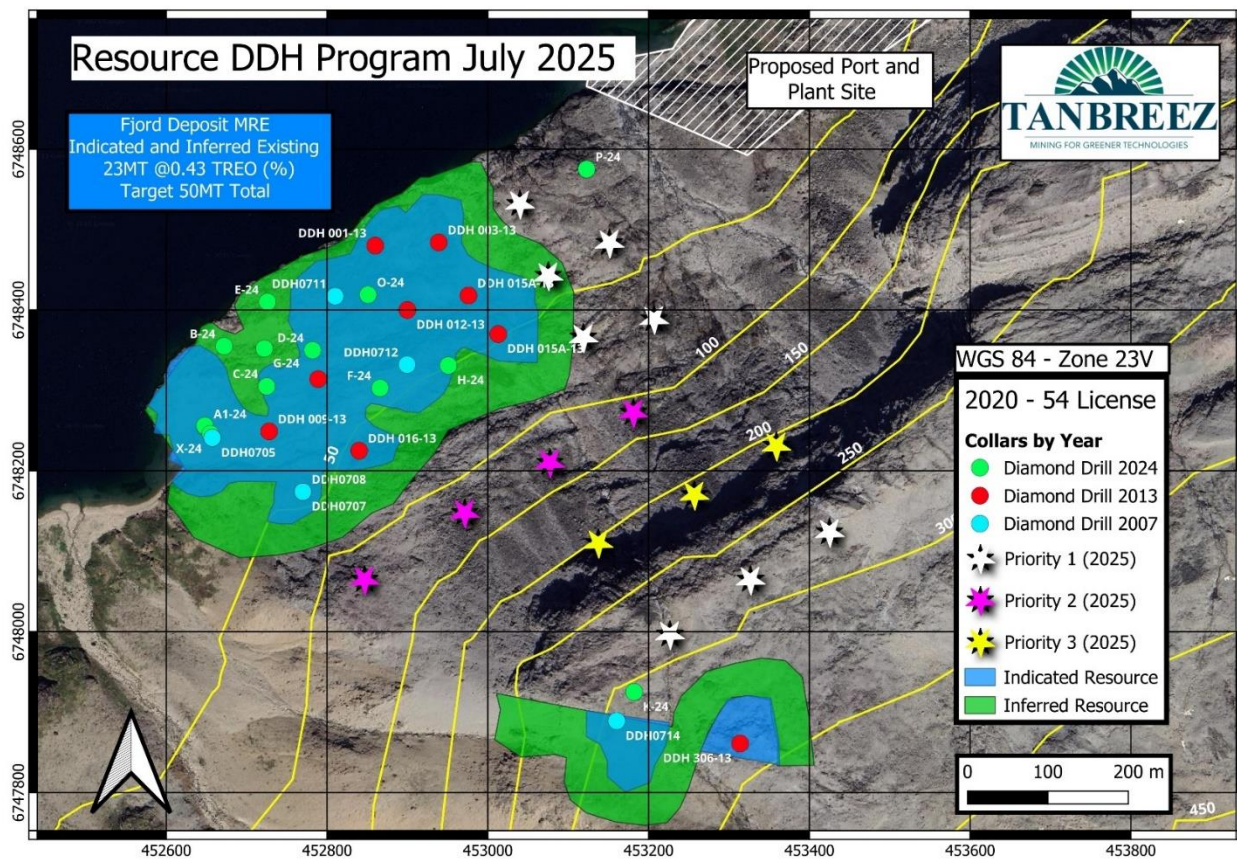 Resource DDH Program July 2025
Proposed Port and
Plant Site
TANBREEZ
MINING FOR GREENER TECHNOLOGIES
Fjord Deposit MRE
Indicated and Inferred Existing
23MT @0.43 TREO (%)
Target 50MT Total
6748600
6748400
6748200
6748000
6747800
P-24
DDH 001-13
DDH 003-13
E-24
DDH0711
O-24
DDH 015A-13
B-24
D-24
DDH 012-13
DDH 015A-13
G-24
DDH0712
C-24
F-24
H-24
A1-24
DDH 009-13
X-24
DDH0705
50
DDH 016-13
DDH0708
DDH0707
100
150
200
250
300
K-24
DDH0714
DDH 306-13
450
WGS 84 - Zone 23V
2020 - 54 License
Collars by Year
Diamond Drill 2024
Diamond Drill 2013
Diamond Drill 2007
Priority 1 (2025)
Priority 2 (2025)
Priority 3 (2025)
Indicated Resource
Inferred Resource
0 100 200 m
452600 452800 453000 453200 453400 453600 453800